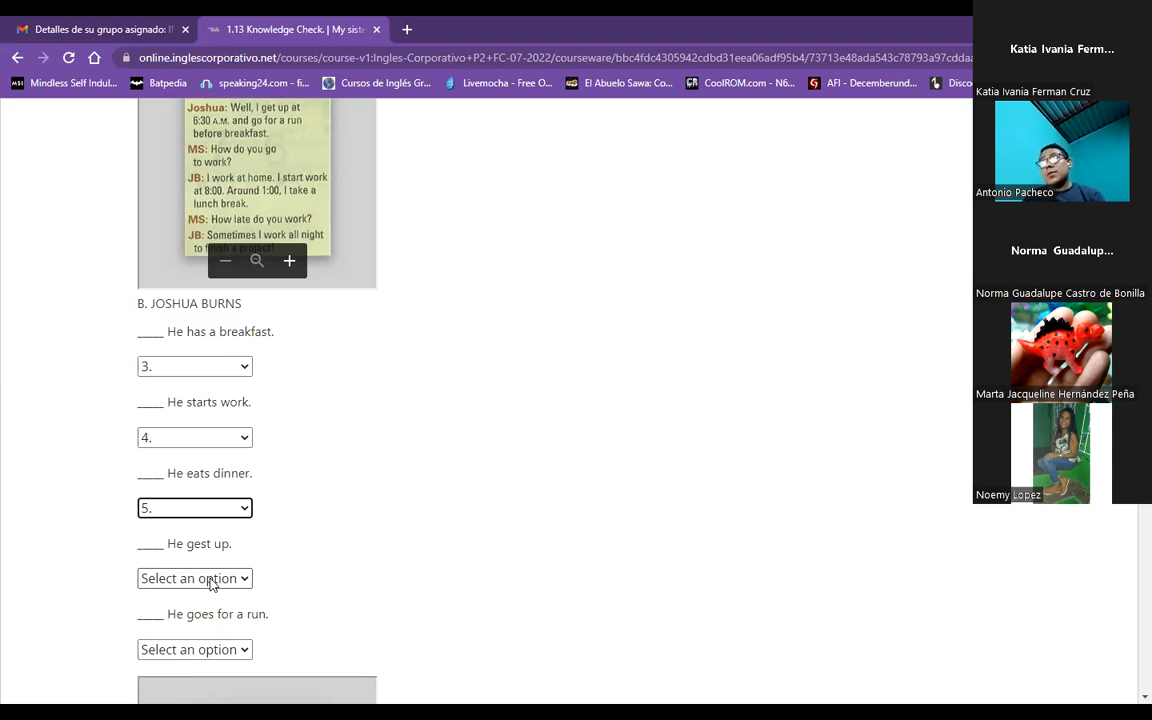 Detalles de su grupo asignado: I
1.13 Knowledge Check. | My siste
online.inglescorporativo.net/courses/course-v1:Ingles-Corporativo+P2+FC-07-2022/courseware/bbc4fdc4305942cdbd31eea06adf95b4/73713e48ada543c78793a97cddaa
Mindless Self Indul... Batpedia speaking24.com - fi... Cursos de Inglés Gr... Livemocha - Free O... El Abuelo Sawa: Co... CoolROM.com - N6... AFI - Decemberund... Disco
Joshua: Well, I get up at
6:30 A.M. and go for a run
before breakfast.
MS: How do you go
to work?
JB: I work at home. I start work
at 8:00. Around 1:00, I take a
lunch break.
MS: How late do you work?
JB: Sometimes I work all night
to finish a project!
B. JOSHUA BURNS
_____ He has a breakfast.
3.
_____ He starts work.
4.
_____ He eats dinner.
5.
_____ He gest up.
Select an option
_____ He goes for a run.
Select an option
Katia Ivania Ferm...
Katia Ivania Ferman Cruz
Antonio Pacheco
Norma Guadalup...
Norma Guadalupe Castro de Bonilla
Marta Jacqueline Hernández Peña
Noemy Lopez